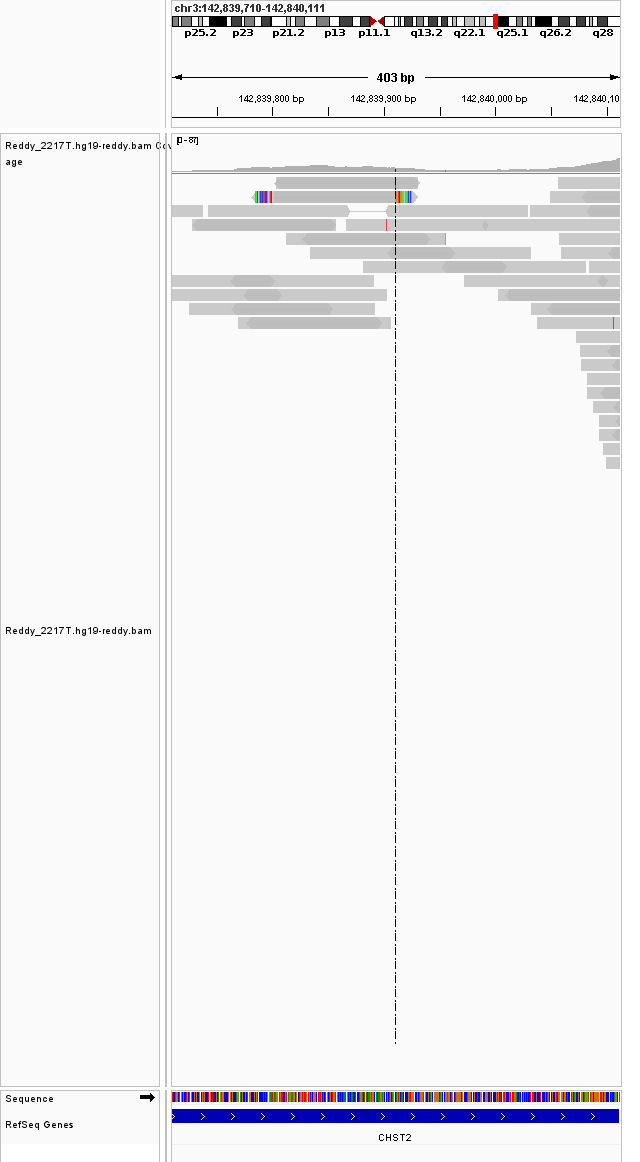 chr3:142,839,710-142,840,111
p25.2 p23 p21.2 p13 p11.1 q13.2 q22.1 q25.1 q26.2 q28
403 bp
142,839,800 bp 142,839,900 bp 142,840,000 bp 142,840,10
Reddy_2217T.hg19-reddy.bam Cov
age
[0 - 87]
Reddy_2217T.hg19-reddy.bam
Sequence
RefSeq Genes
CHST2